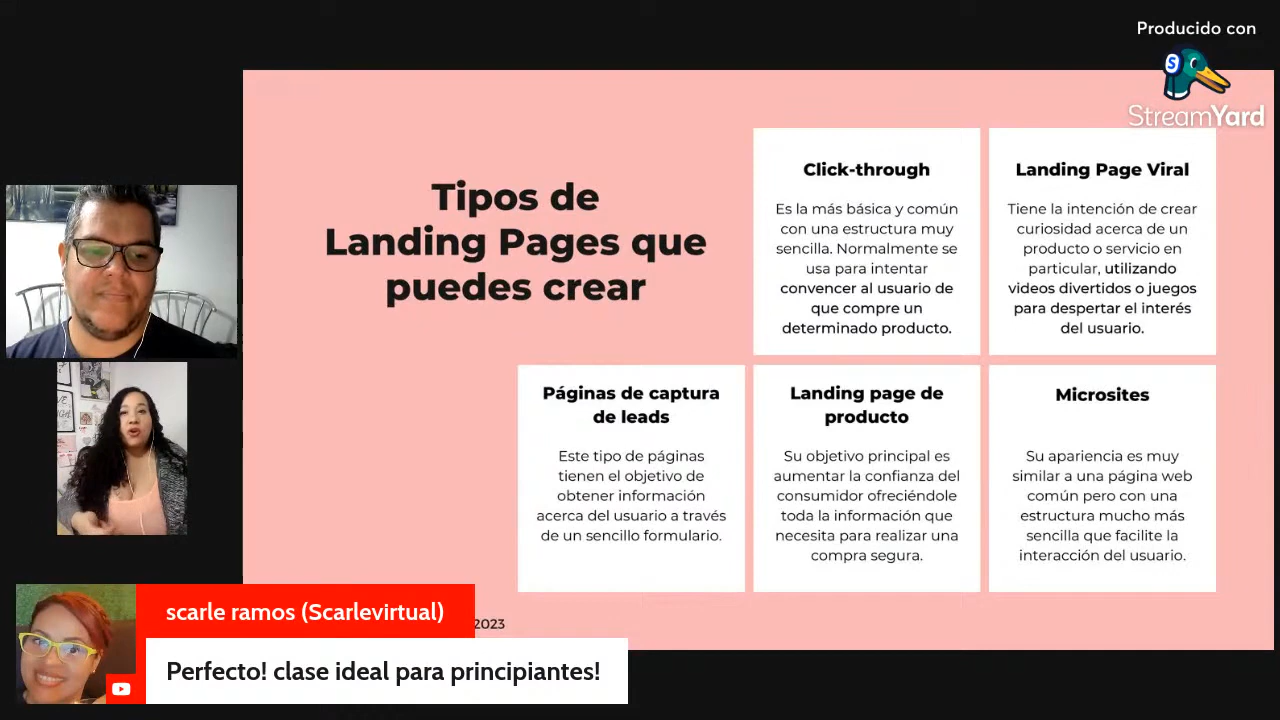 Producido con
StreamYard
Tipos de
Landing Pages que
puedes crear
Click-through
Es la más básica y común
con una estructura muy
sencilla. Normalmente se
usa para intentar
convencer al usuario de
que compre un
determinado producto.
Landing Page Viral
Tiene la intención de crear
curiosidad acerca de un
producto o servicio en
particular, utilizando
videos divertidos o juegos
para despertar el interés
del usuario.
Páginas de captura
de leads
Este tipo de páginas
tienen el objetivo de
obtener información
acerca del usuario a través
de un sencillo formulario.
Landing page de
producto
Su objetivo principal es
aumentar la confianza del
consumidor ofreciéndole
toda la información que
necesita para realizar una
compra segura.
Microsites
Su apariencia es muy
similar a una página web
común pero con una
estructura mucho más
sencilla que facilite la
interacción del usuario.
2023
scarle ramos (Scarlevirtual)
Perfecto! clase ideal para principiantes!